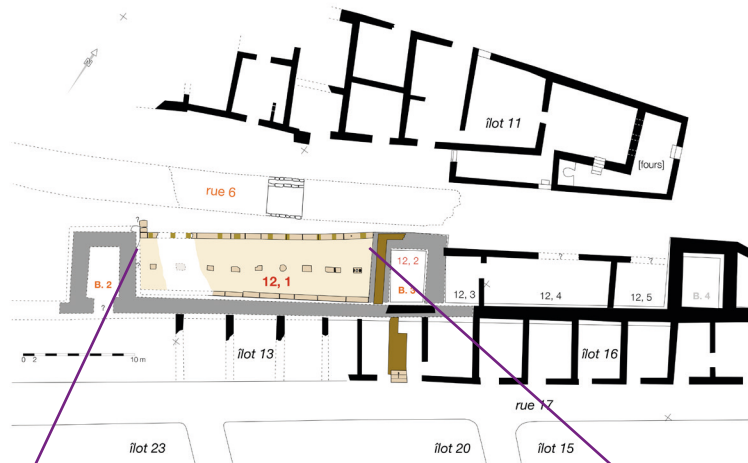 îlot 11
[fours]
rue 6
?
?
?
12, 2
12, 1
B. 2
B. 3
12, 3
12, 4
12, 5
B. 4
?
?
0 2 10 m
îlot 13
îlot 16
?
rue 17
îlot 23
îlot 20
îlot 15